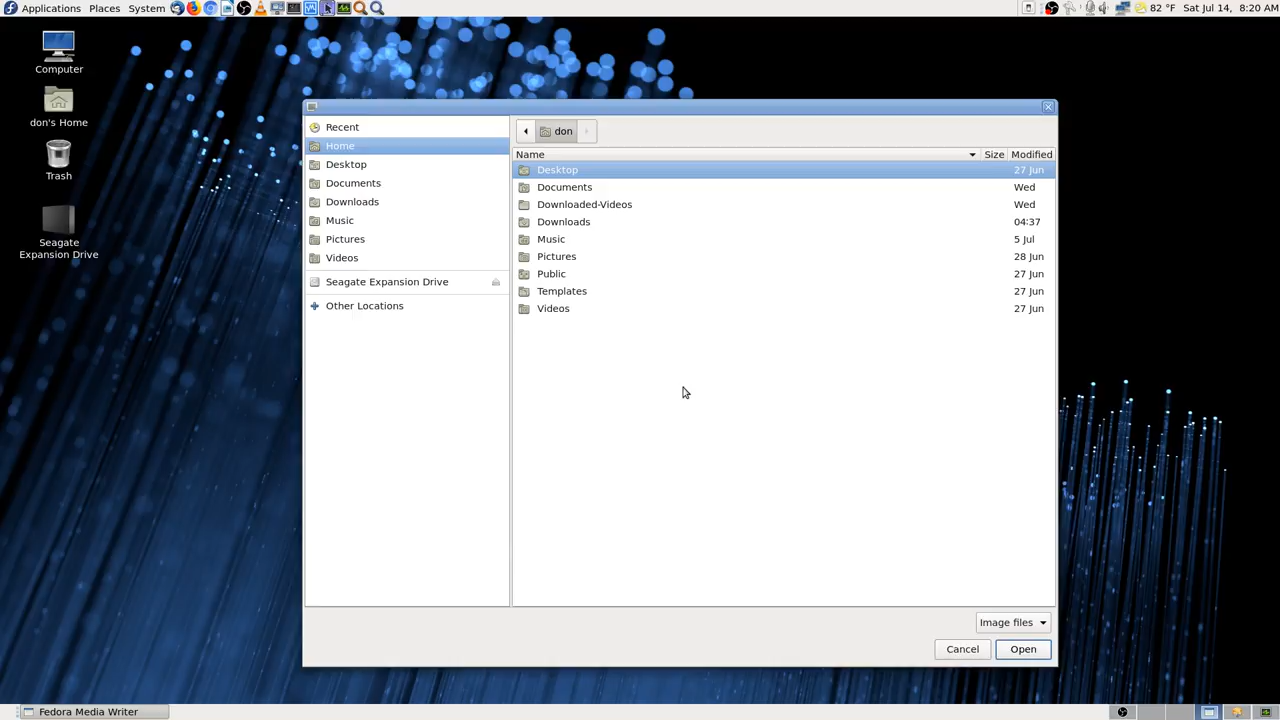 Applications Places System 82 °F Sat Jul 14, 8:20 AM
Computer
don's Home
Trash
Seagate
Expansion Drive
Recent
Home
Desktop
Documents
Downloads
Music
Pictures
Videos
Seagate Expansion Drive
Other Locations
don
Name Size Modified
Desktop 27 Jun
Documents Wed
Downloaded-Videos Wed
Downloads 04:37
Music 5 Jul
Pictures 28 Jun
Public 27 Jun
Templates 27 Jun
Videos 27 Jun
Image files
Cancel Open
Fedora Media Writer